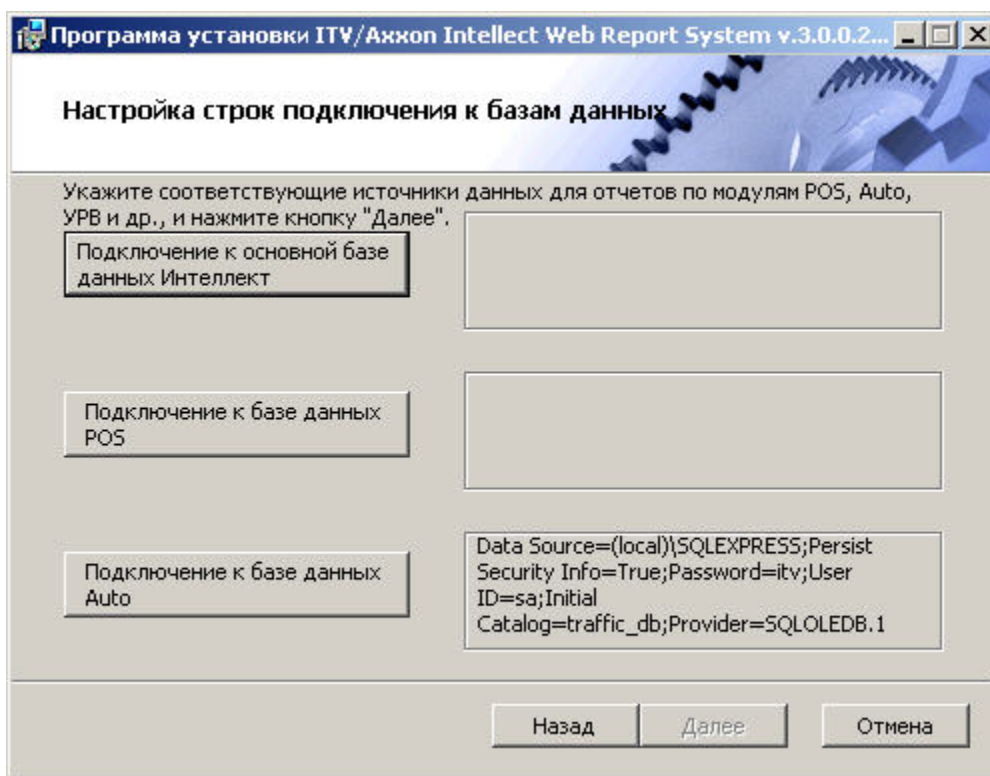 Программа установки ITV/Axxon Intellect Web Report System v.3.0.0.2...
Настройка строк подключения к базам данных
Укажите соответствующие источники данных для отчетов по модулям POS, Auto,
УРВ и др., и нажмите кнопку "Далее".
Подключение к основной базе
данных Интеллект
Подключение к базе данных
POS
Подключение к базе данных
Auto
Data Source=(local)\SQLEXPRESS;Persist
Security Info=True;Password=itv;User
ID=sa;Initial
Catalog=traffic_db;Provider=SQLOLEDB.1
Назад
Далее
Отмена